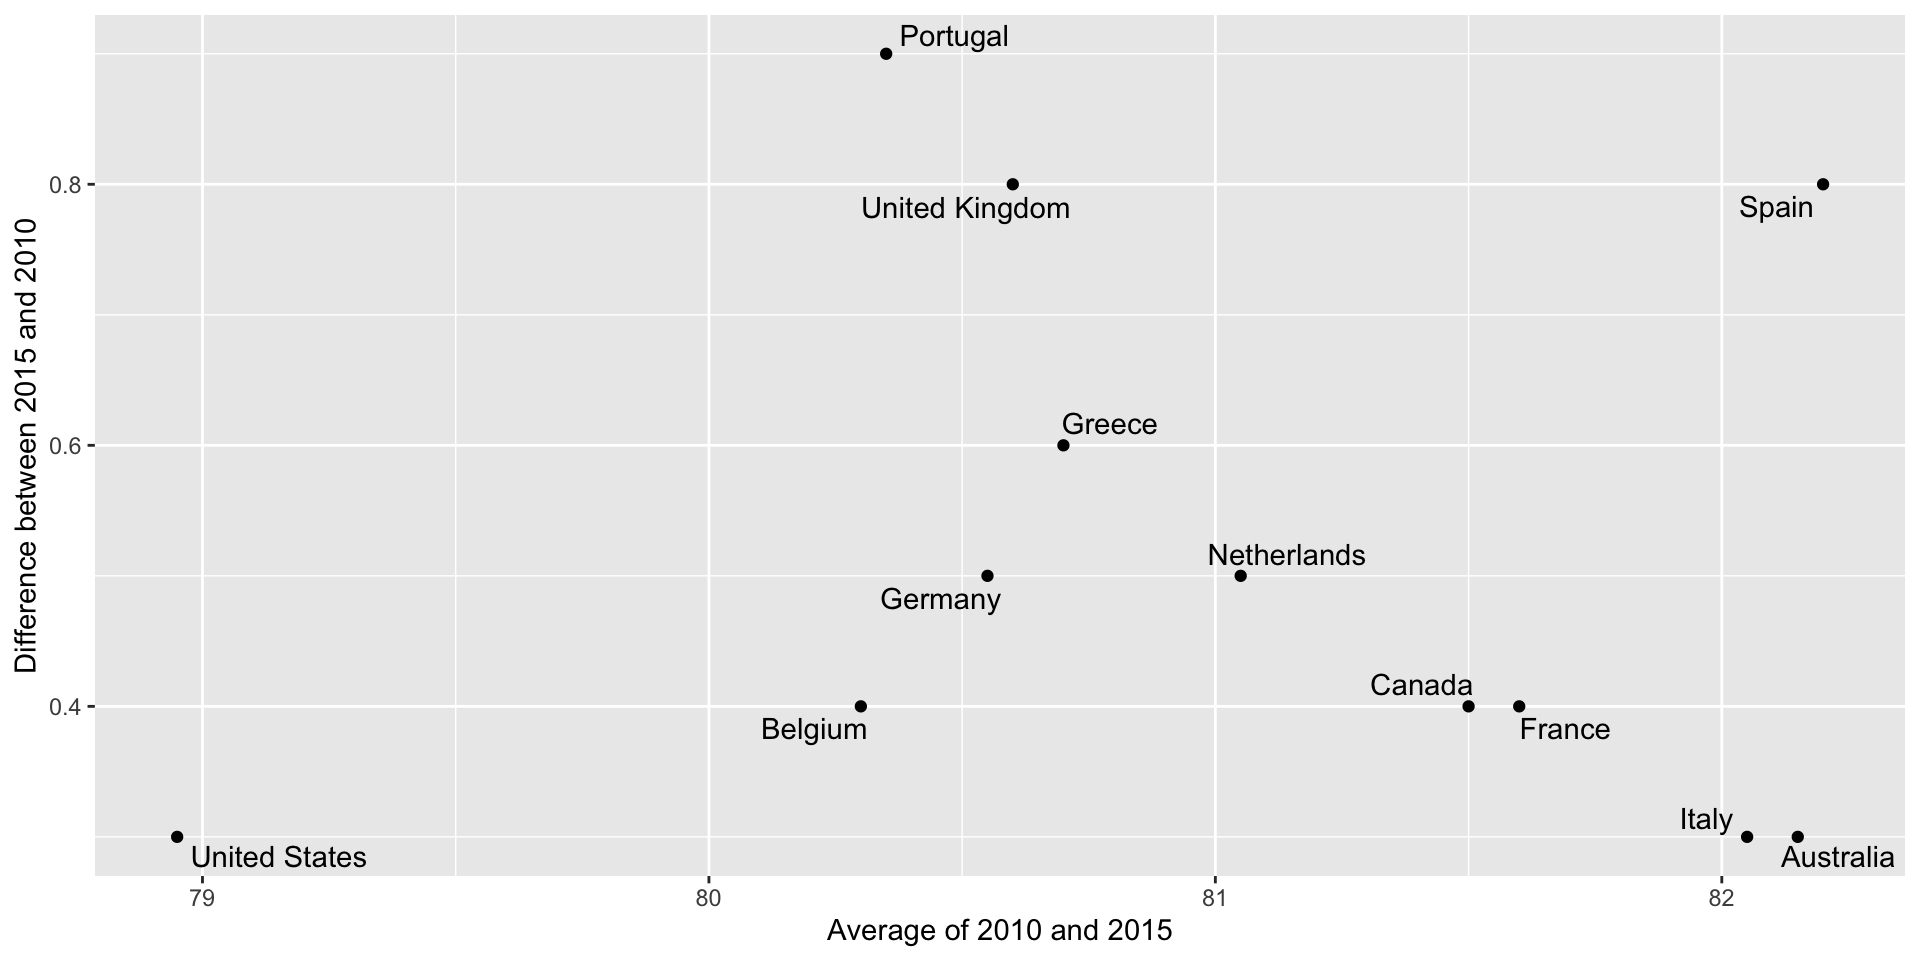 Portugal
0.8
United Kingdom
Spain
Difference between 2015 and 2010
Greece
0.6
Netherlands
Germany
Canada
0.4
Belgium
France
Italy
United States
Australia
79
80
81
82
Average of 2010 and 2015